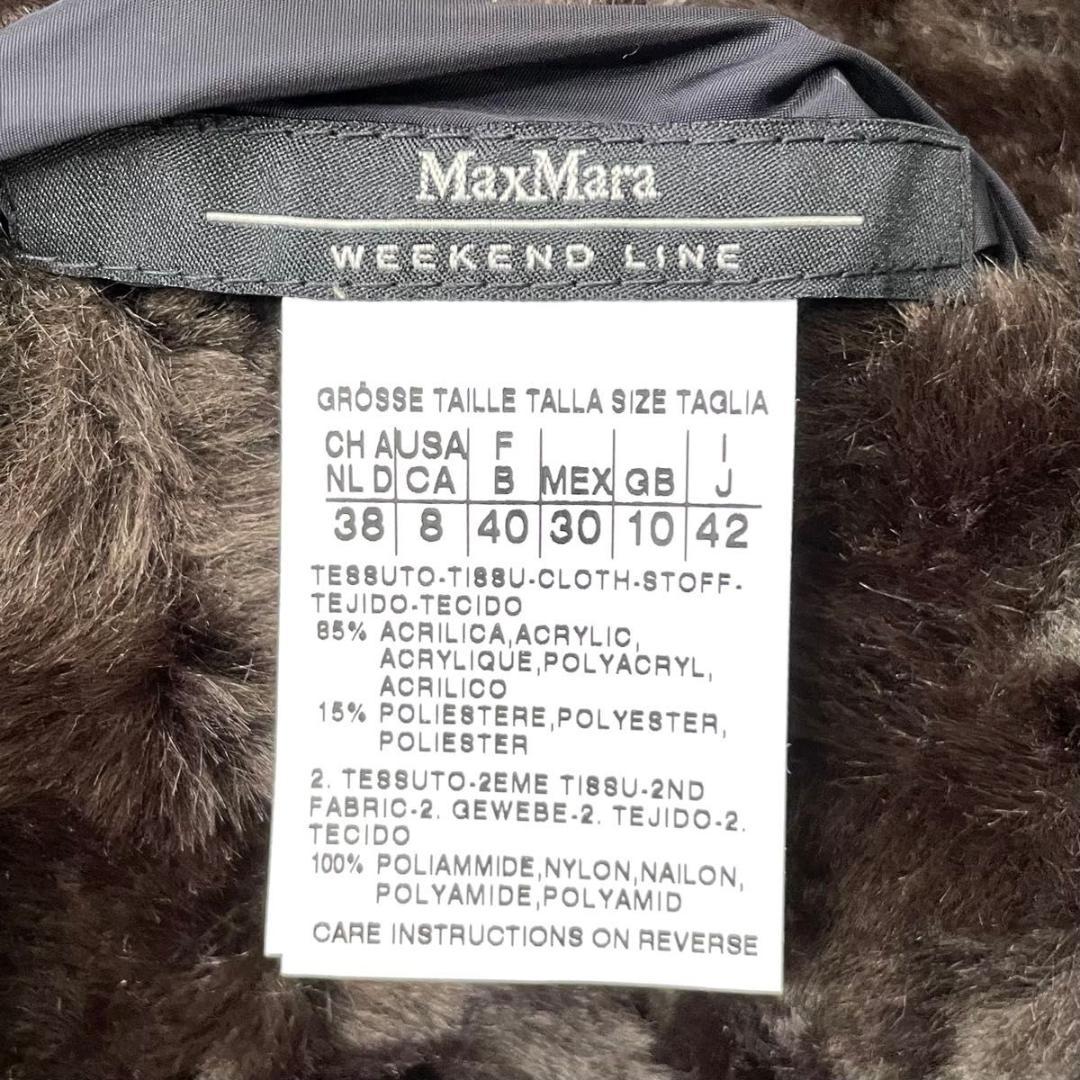 MaxMara
WEEKEND LINE
GRÖSSE TAILLE TALLA SIZE TAGLIA
CH A USA F I
NL D CA B MEX GB J
38 8 40 30 10 42
TESSUTO-TISSU-CLOTH-STOFF-
TEJIDO-TECIDO
85% ACRILICA,ACRYLIC,
ACRYLIQUE,POLYACRYL,
ACRILICO
15% POLIESTERE,POLYESTER,
POLIESTER
2. TESSUTO-2EME TISSU-2ND
FABRIC-2. GEWEBE-2. TEJIDO-2.
TECIDO
100% POLIAMMIDE,NYLON,NAILON,
POLYAMIDE,POLYAMID
CARE INSTRUCTIONS ON REVERSE